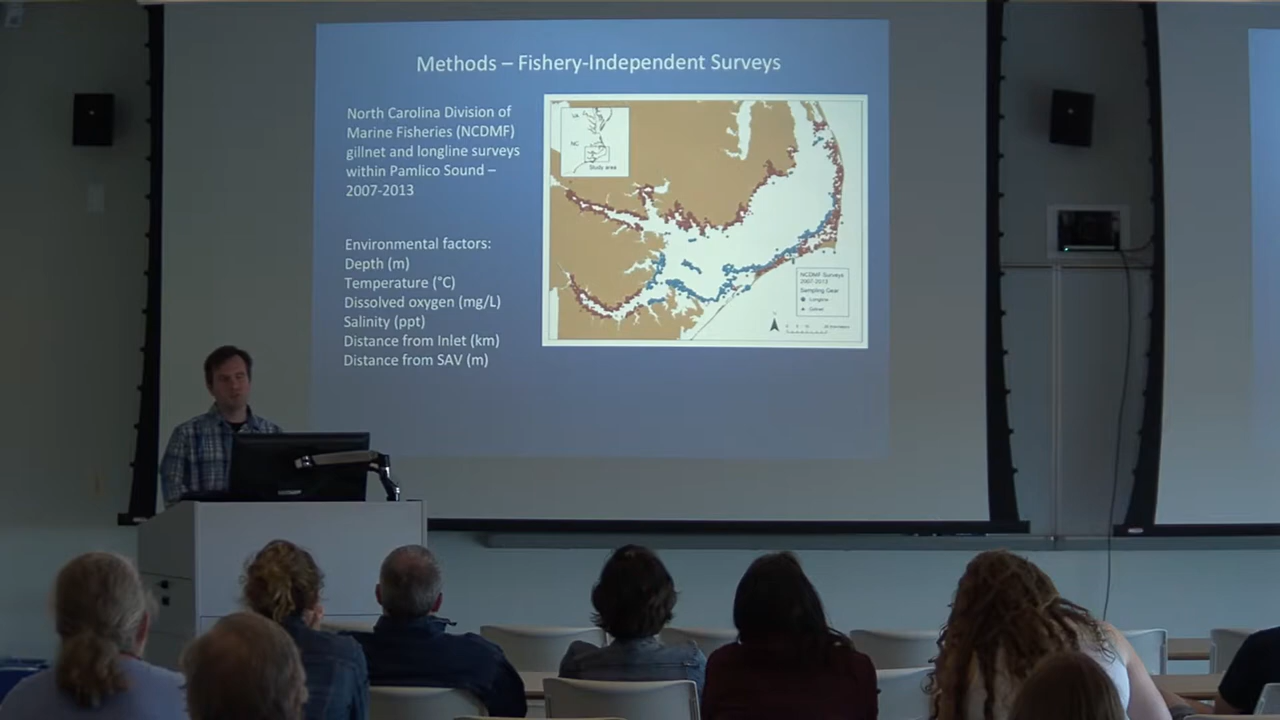 Methods – Fishery-Independent Surveys
North Carolina Division of
Marine Fisheries (NCDMF)
gillnet and longline surveys
within Pamlico Sound –
2007-2013
Environmental factors:
Depth (m)
Temperature (°C)
Dissolved oxygen (mg/L)
Salinity (ppt)
Distance from Inlet (km)
Distance from SAV (m)
VA
NC
Study area
NCDMF Surveys
2007-2013
Sampling Gear
Longline
Gillnet